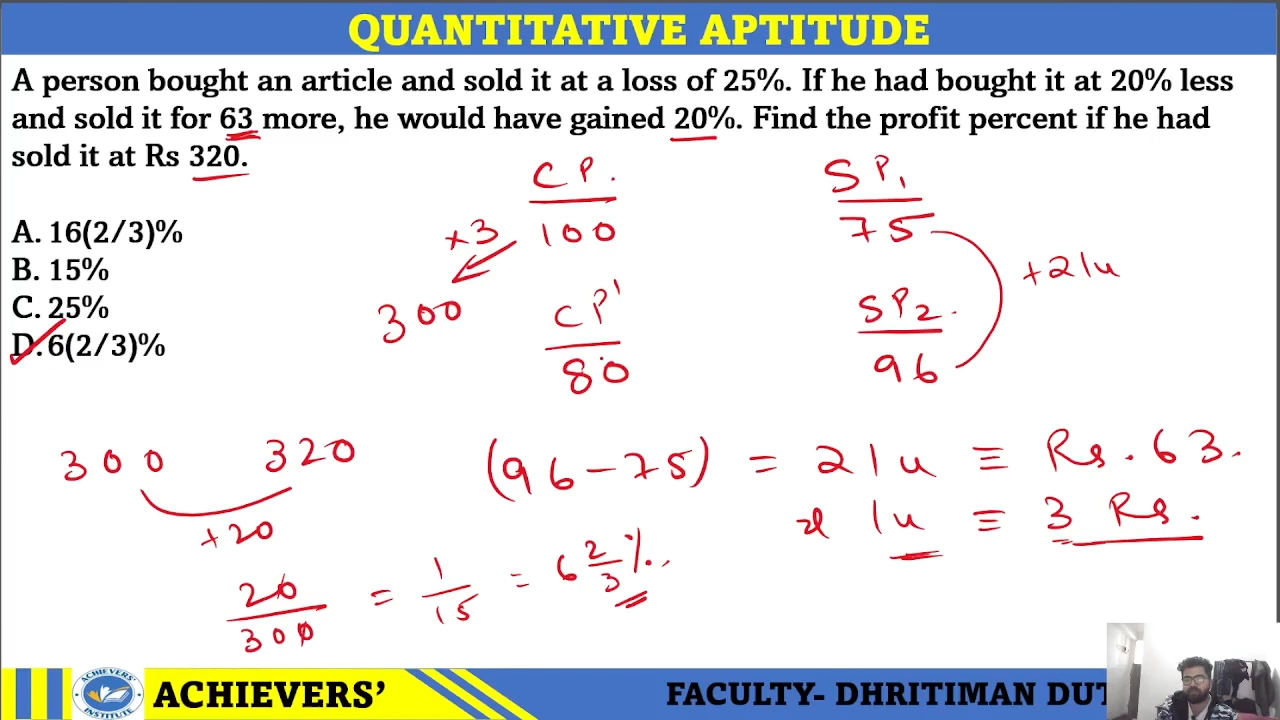 QUANTITATIVE APTITUDE
A person bought an article and sold it at a loss of 25%. If he had bought it at 20% less
and sold it for 63 more, he would have gained 20%. Find the profit percent if he had
sold it at Rs 320.
CP. SP₁
A. 16(2/3)% ×3 100 75
B. 15% +21u
C. 25% 300 CP' SP₂.
D. 6(2/3)% 80 96
300 320 (96-75) = 21u ≡ Rs. 63.
+20 1u ≡ 3 Rs.
20/300 = 1/15 = 6 2/3 %.
ACHIEVERS'
INSTITUTE
ACHIEVERS' FACULTY- DHRITIMAN DUT